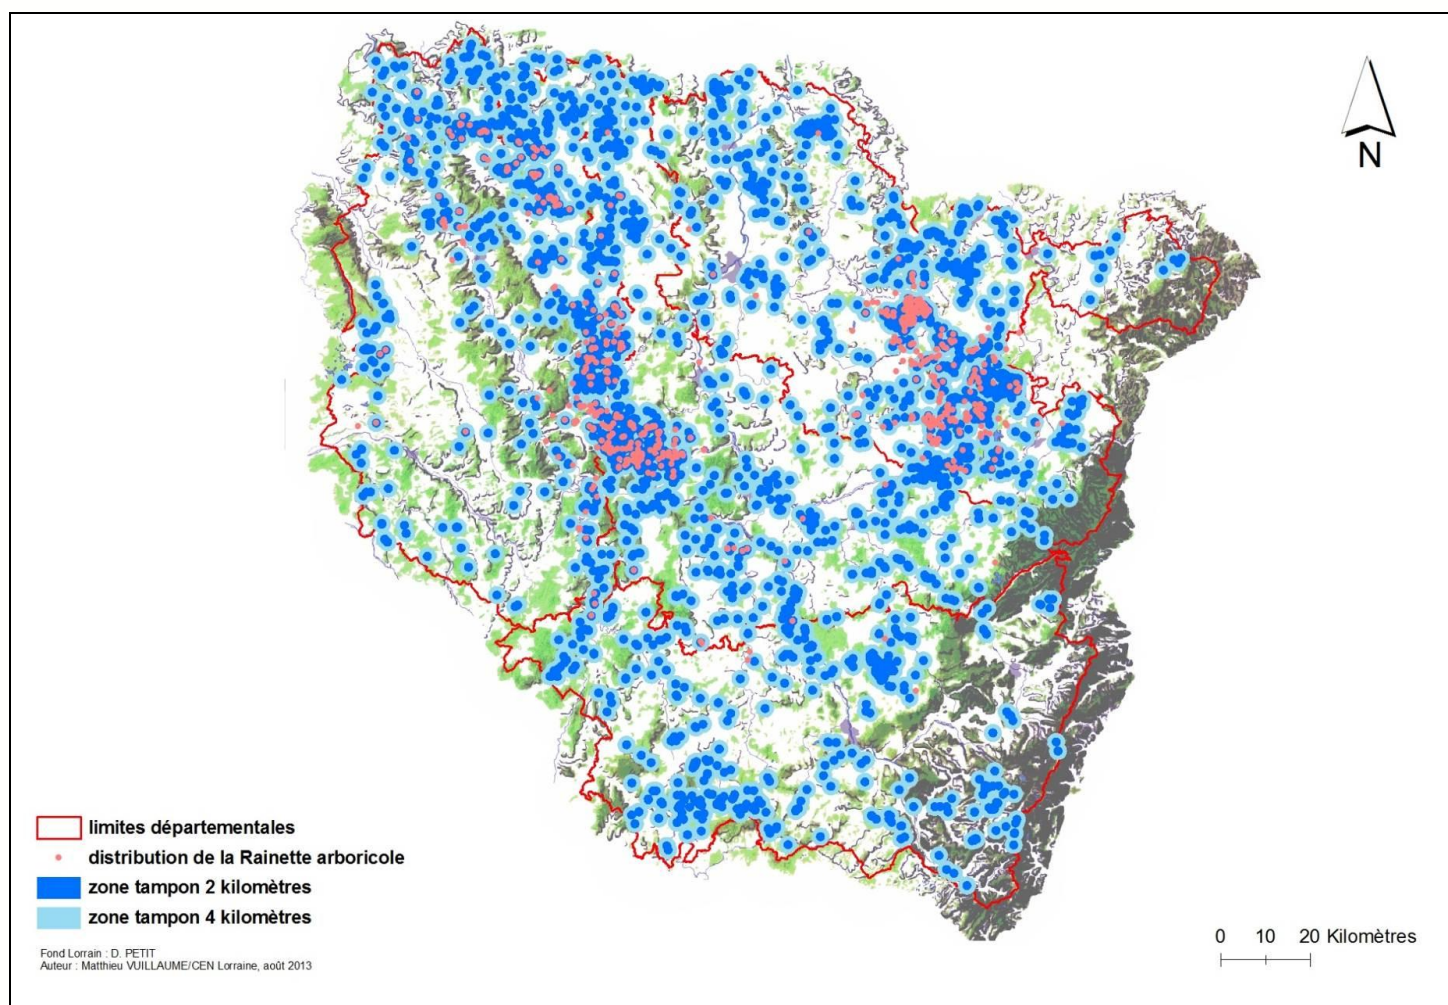 N
limites départementales
distribution de la Rainette arboricole
zone tampon 2 kilomètres
zone tampon 4 kilomètres
Fond Lorrain : D. PETIT
Auteur : Matthieu VUILLAUME/CEN Lorraine, août 2013
0 10 20 Kilomètres